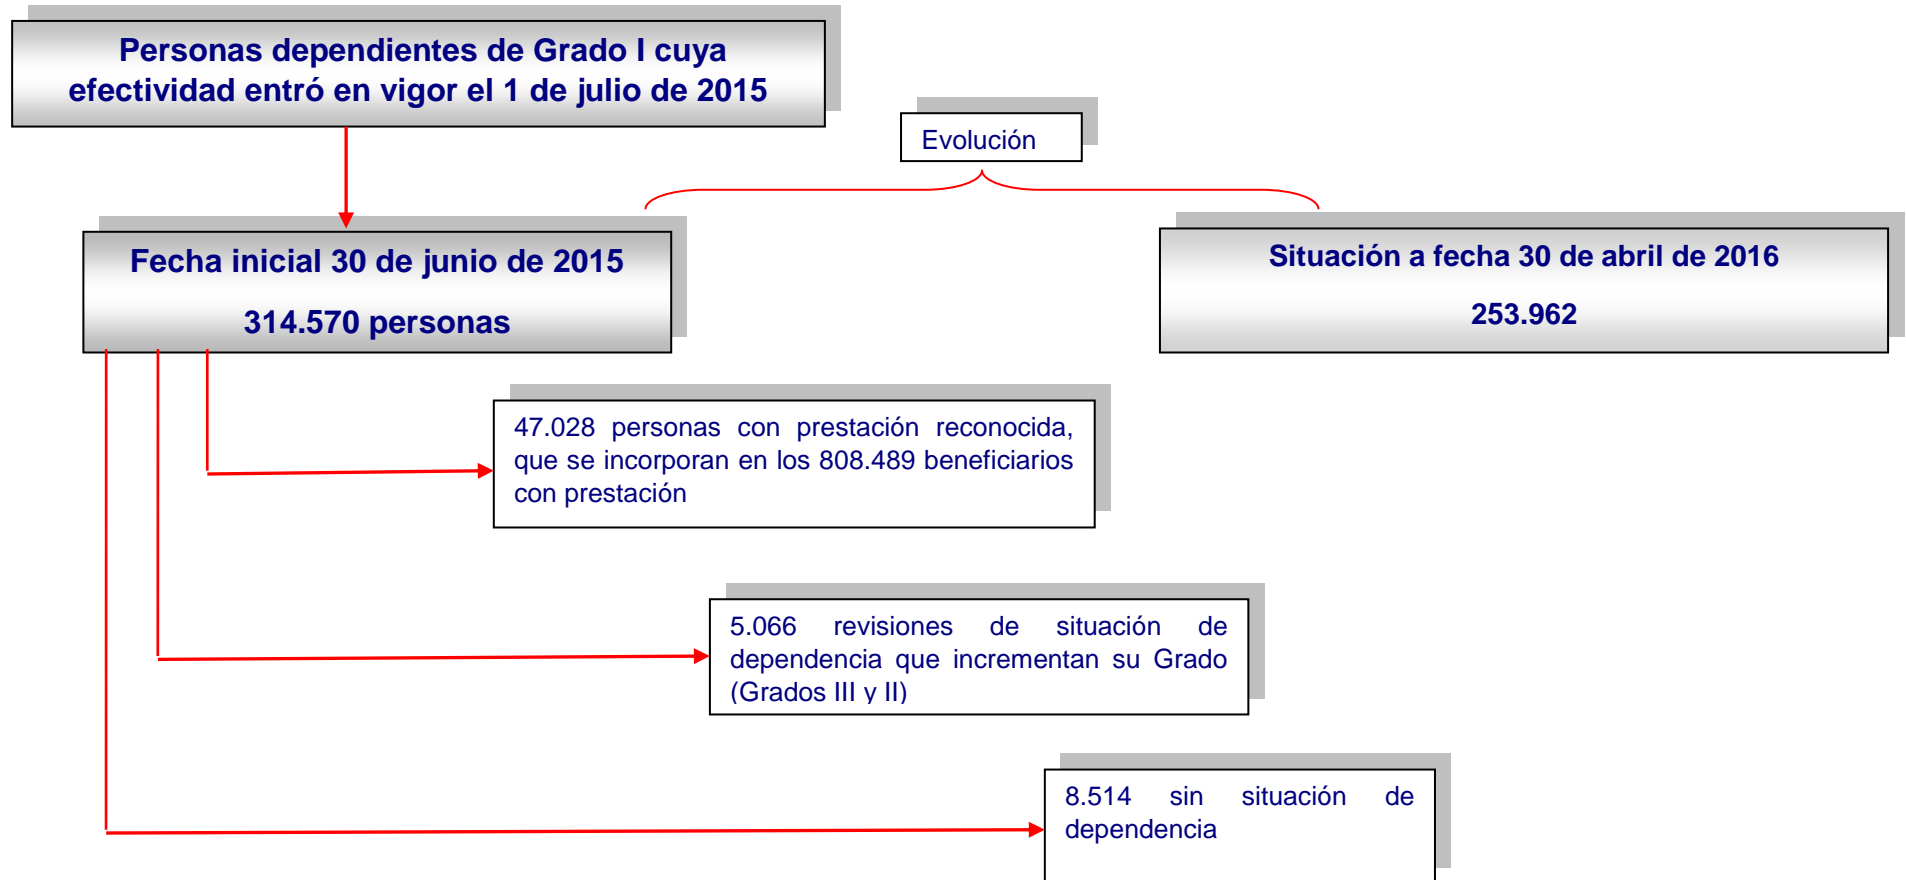 Personas dependientes de Grado I cuya
efectividad entró en vigor el 1 de julio de 2015
Evolución
Fecha inicial 30 de junio de 2015
314.570 personas
Situación a fecha 30 de abril de 2016
253.962
47.028 personas con prestación reconocida,
que se incorporan en los 808.489 beneficiarios
con prestación
5.066 revisiones de situación de
dependencia que incrementan su Grado
(Grados III y II)
8.514 sin situación de
dependencia